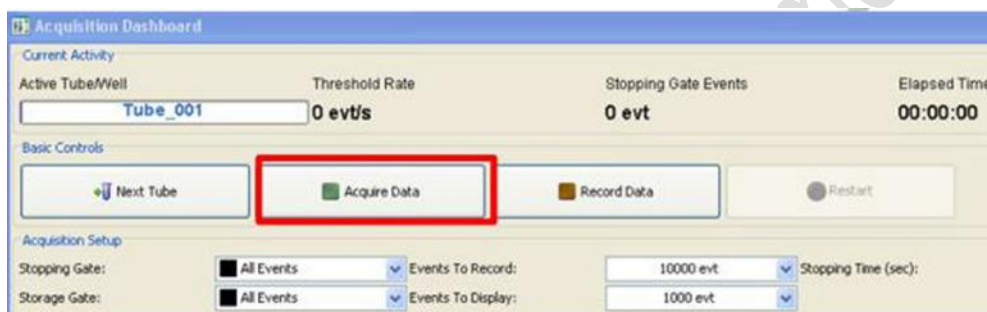 Acquisition Dashboard
Current Activity
Active Tube/Well Threshold Rate Stopping Gate Events Elapsed Time
Tube_001 0 evt/s 0 evt 00:00:00
Basic Controls
Next Tube Acquire Data Record Data Restart
Acquisition Setup
Stopping Gate: All Events Events To Record: 10000 evt Stopping Time (sec):
Storage Gate: All Events Events To Display: 1000 evt